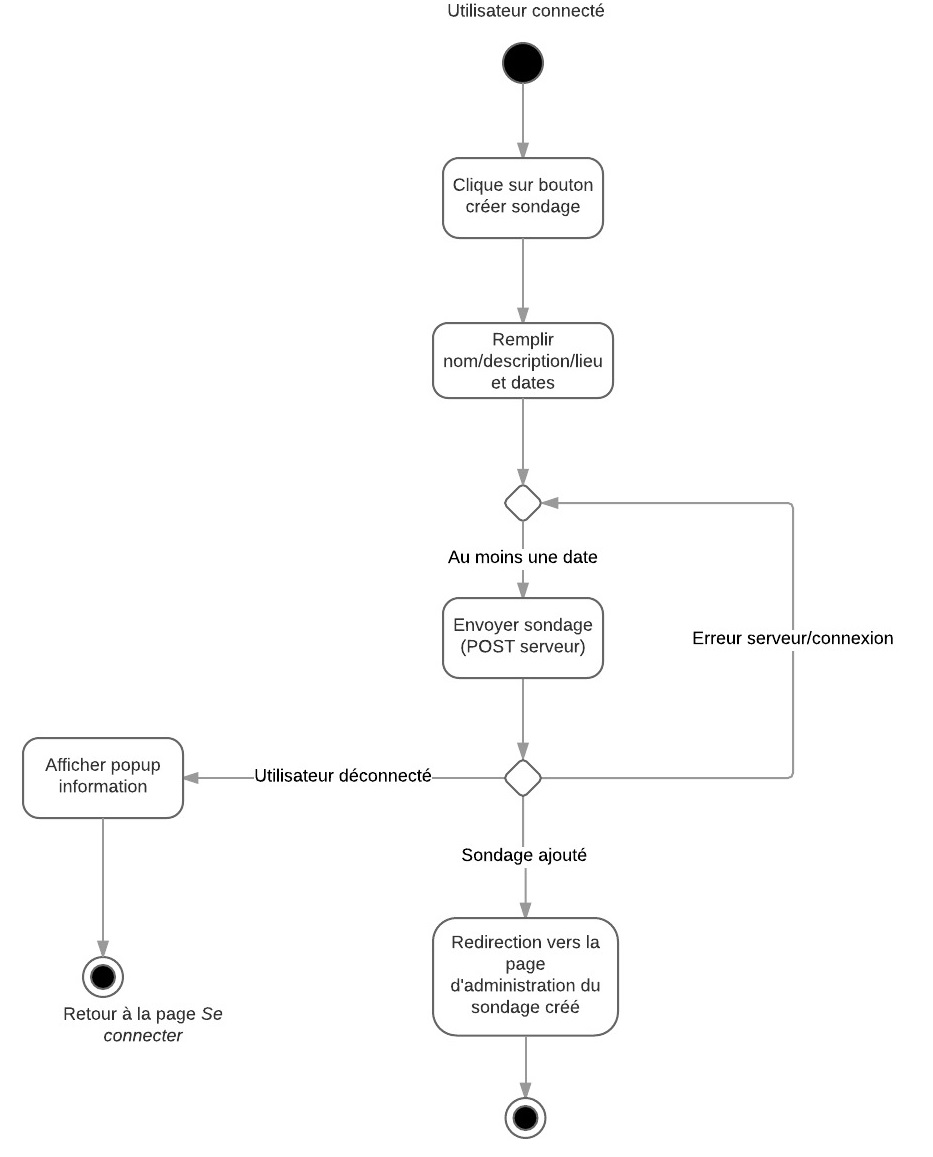 Utilisateur connecté
Clique sur bouton
créer sondage
Remplir
nom/description/lieu
et dates
Au moins une date
Envoyer sondage
(POST serveur)
Erreur serveur/connexion
Afficher popup
information
Utilisateur déconnecté
Sondage ajouté
Redirection vers la
page
d'administration du
sondage créé
Retour à la page Se
connecter